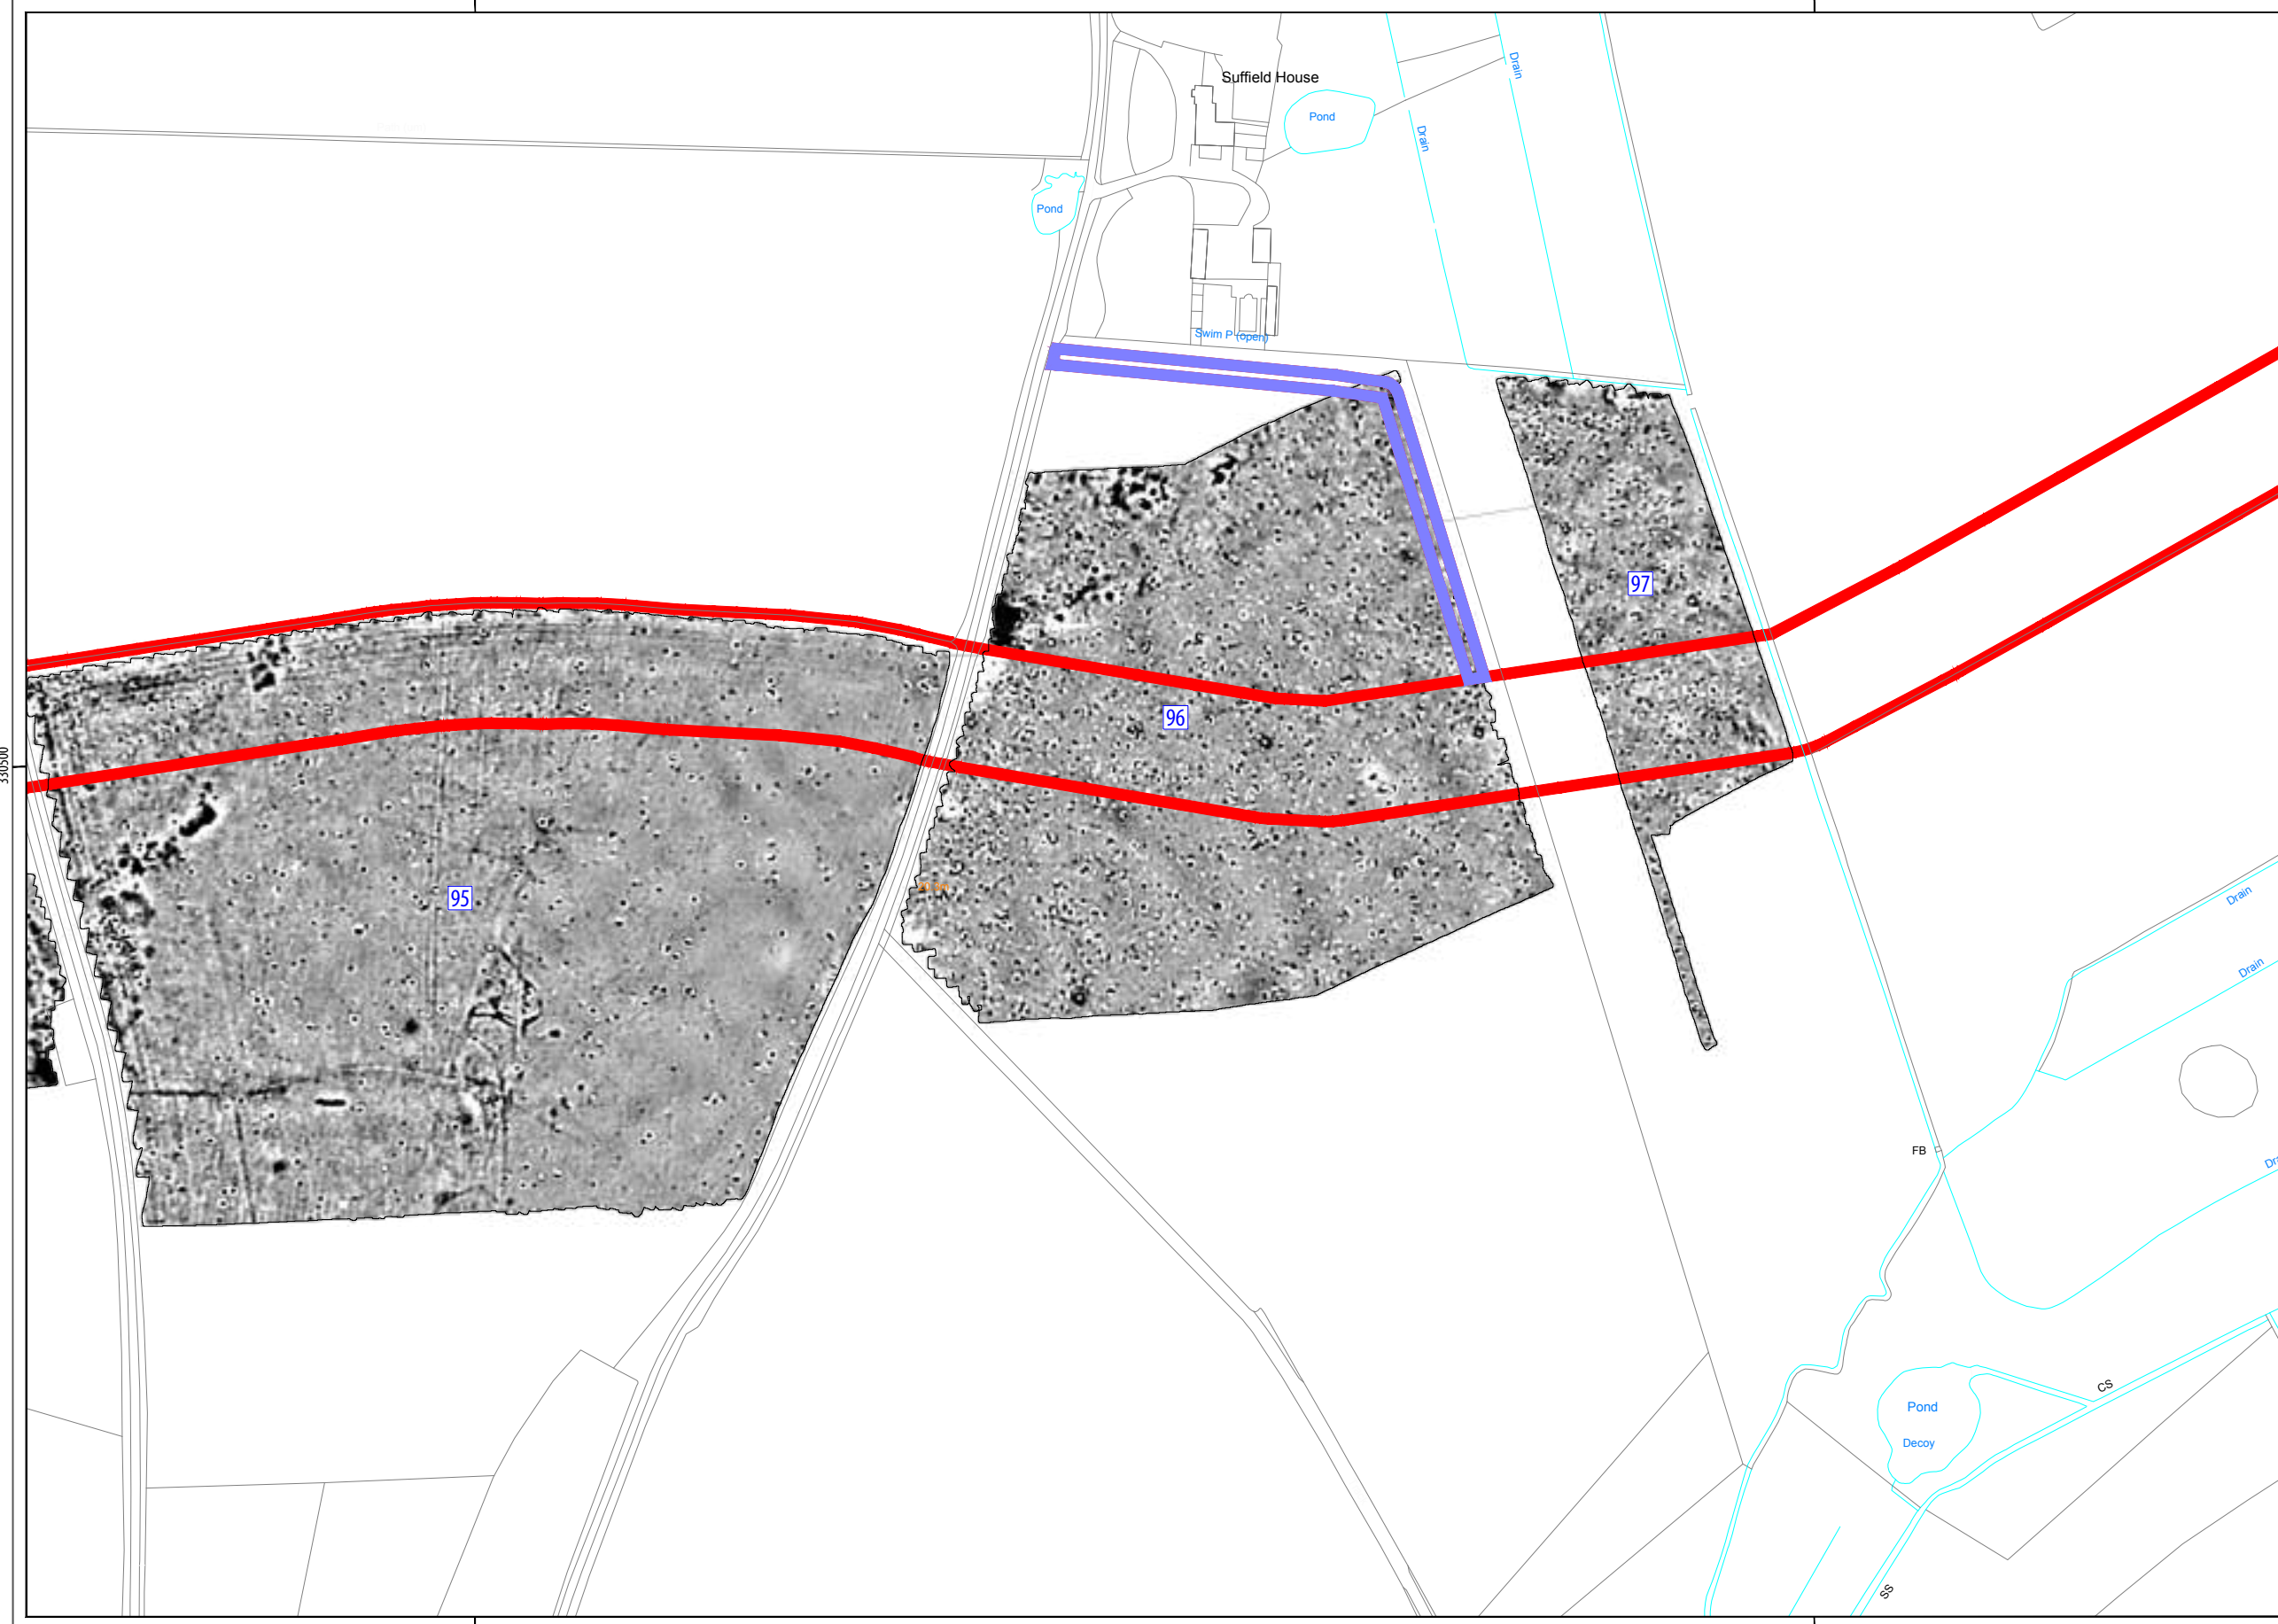 Suffield House
Drain
Pond
Drain
Pond
Swim P (open)
97
96
330500
95
Drain
Drain
FB
Dra
CS
Pond
Decoy
SS